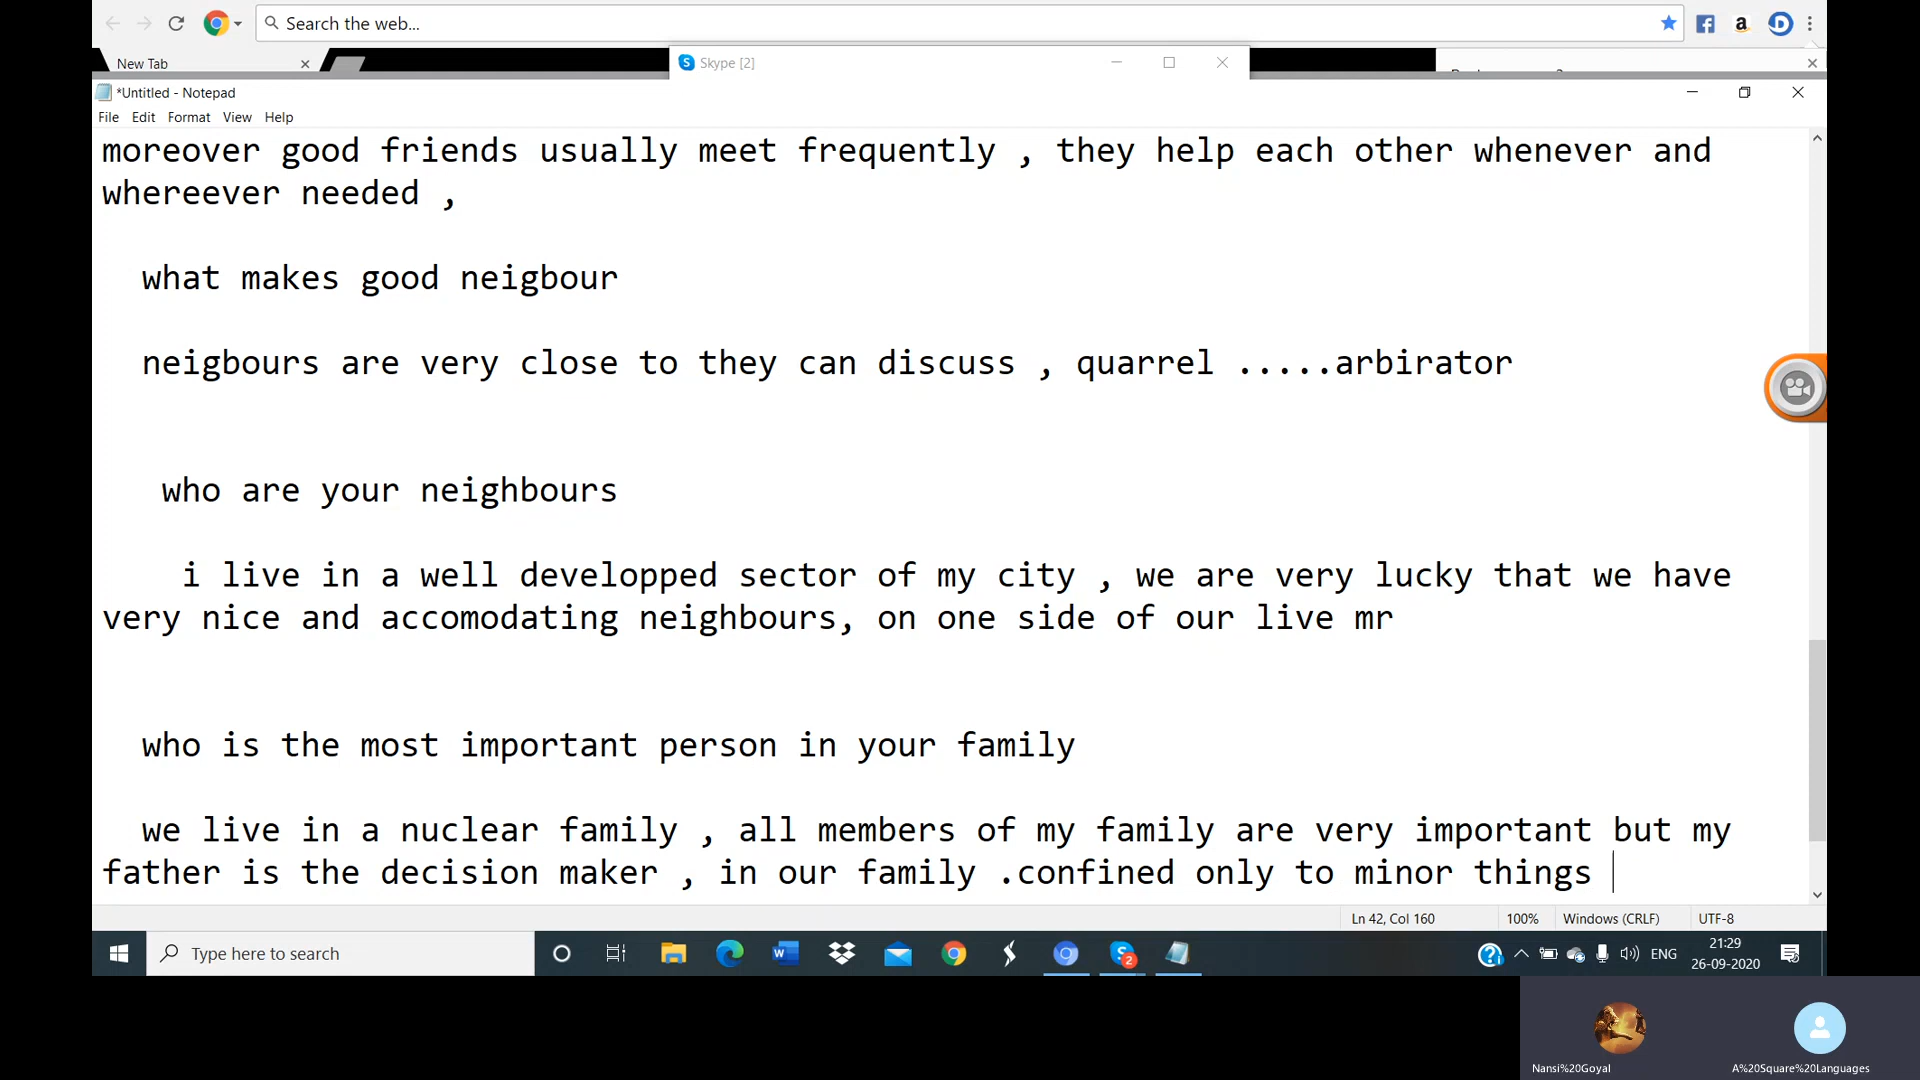 Search the web...
New Tab
Skype [2]
*Untitled - Notepad
File Edit Format View Help
moreover good friends usually meet frequently , they help each other whenever and
whereever needed ,
what makes good neigbour
neigbours are very close to they can discuss , quarrel .....arbirator
who are your neighbours
i live in a well developped sector of my city , we are very lucky that we have
very nice and accomodating neighbours, on one side of our live mr
who is the most important person in your family
we live in a nuclear family , all members of my family are very important but my
father is the decision maker , in our family .confined only to minor things
Ln 42, Col 160 100% Windows (CRLF) UTF-8
Type here to search
2
ENG
21:29
26-09-2020
Nansi%20Goyal
A%20Square%20Languages